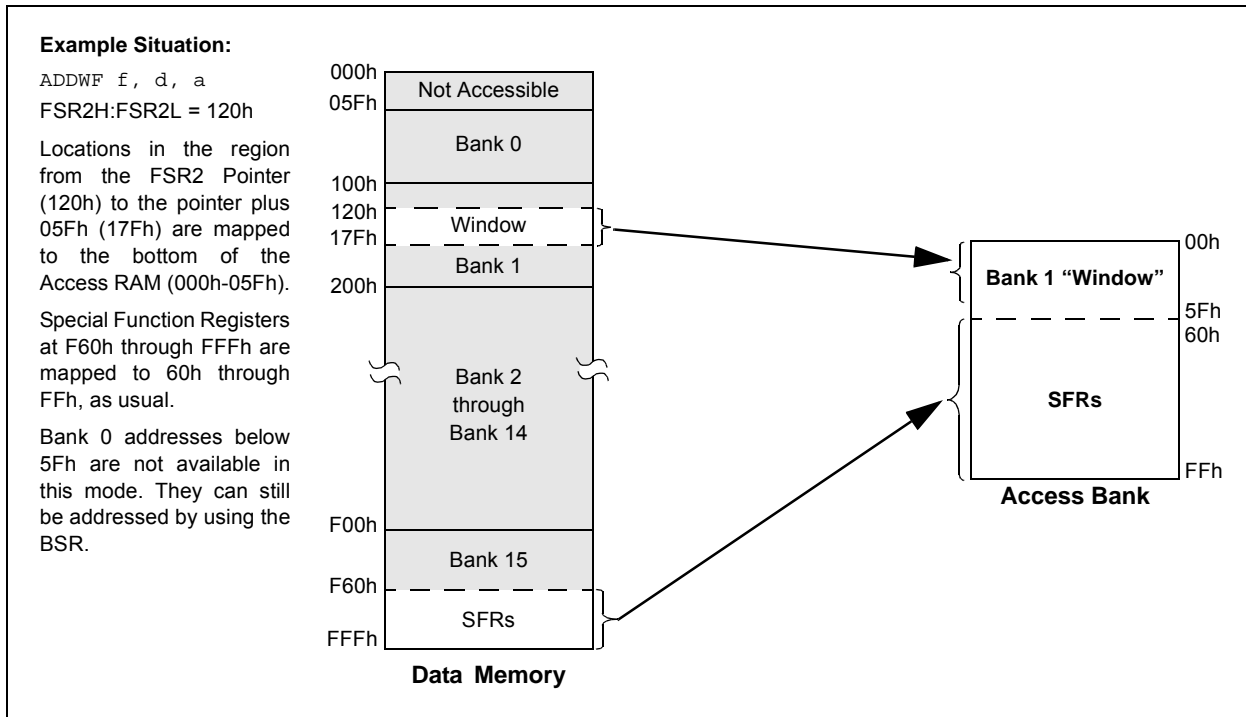 Example Situation:
ADDWF f, d, a
FSR2H:FSR2L = 120h
Locations in the region
from the FSR2 Pointer
(120h) to the pointer plus
05Fh (17Fh) are mapped
to the bottom of the
Access RAM (000h-05Fh).
Special Function Registers
at F60h through FFFh are
mapped to 60h through
FFh, as usual.
Bank 0 addresses below
5Fh are not available in
this mode. They can still
be addressed by using the
BSR.
000h
Not Accessible
05Fh
Bank 0
100h
120h
Window
17Fh
Bank 1
200h
Bank 2
through
Bank 14
F00h
Bank 15
F60h
SFRs
FFFh
Data Memory
00h
Bank 1 “Window”
5Fh
60h
SFRs
FFh
Access Bank